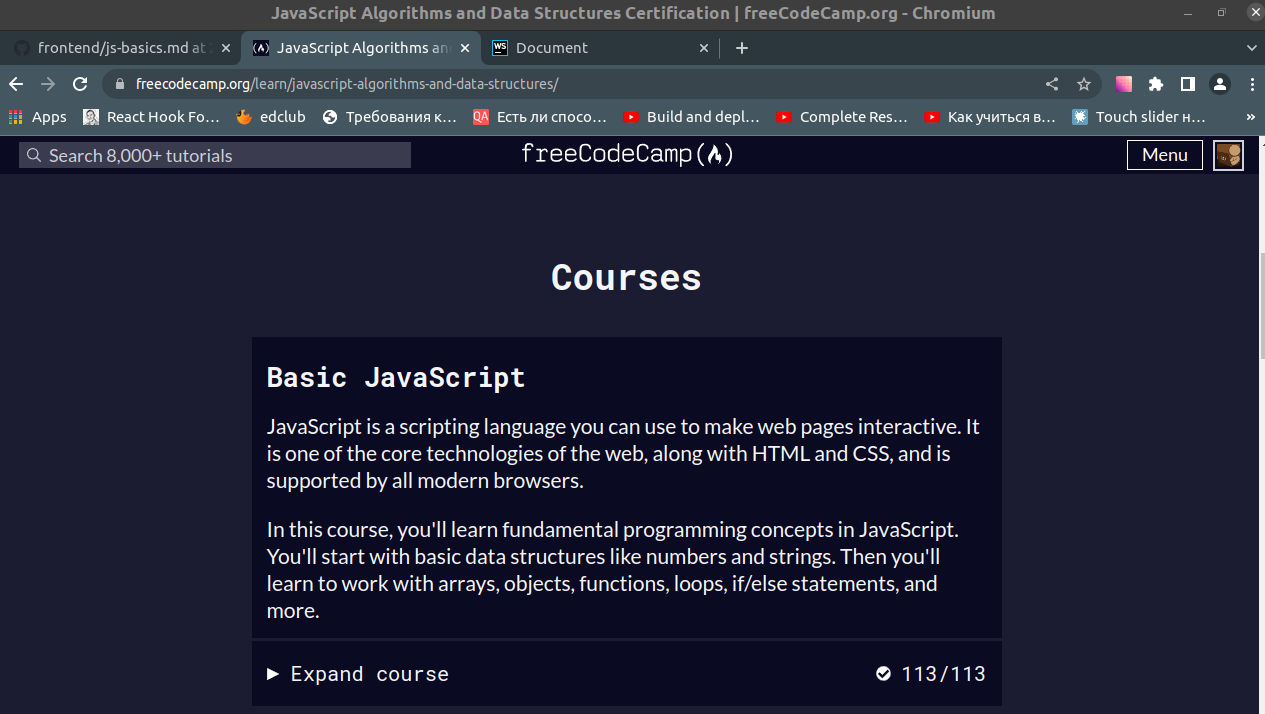 JavaScript Algorithms and Data Structures Certification | freeCodeCamp.org - Chromium
frontend/js-basics.md at
JavaScript Algorithms an
WS Document
freecodecamp.org/learn/javascript-algorithms-and-data-structures/
Apps React Hook Fo… edclub Требования к… QA Есть ли спосо… Build and depl… Complete Res… Как учиться в… Touch slider н… »
Search 8,000+ tutorials freeCodeCamp Menu
Courses
Basic JavaScript
JavaScript is a scripting language you can use to make web pages interactive. It
is one of the core technologies of the web, along with HTML and CSS, and is
supported by all modern browsers.
In this course, you'll learn fundamental programming concepts in JavaScript.
You'll start with basic data structures like numbers and strings. Then you'll
learn to work with arrays, objects, functions, loops, if/else statements, and
more.
Expand course 113/113